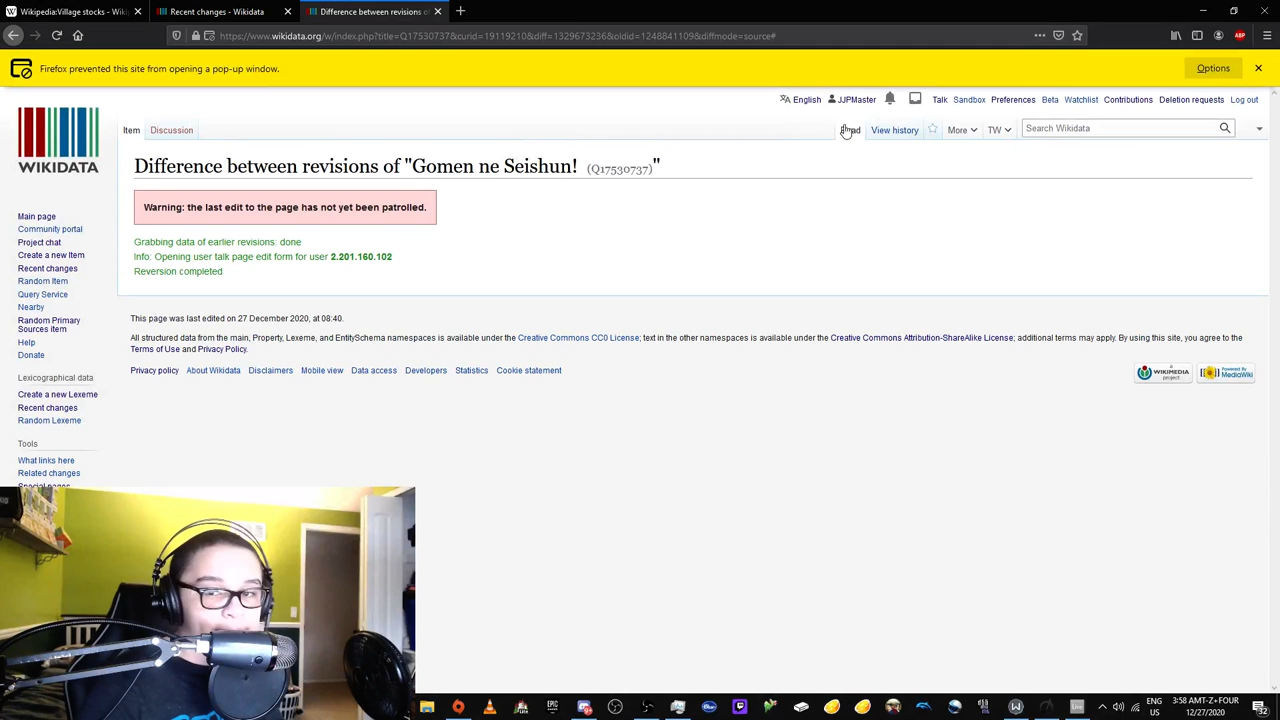 Wikipedia:Village stocks - Wiki
Recent changes - Wikidata
Difference between revisions of
https://www.wikidata.org/w/index.php?title=Q17530737&curid=19119210&diff=1329673236&oldid=1248841109&diffmode=source#
ABP
Firefox prevented this site from opening a pop-up window.
Options
English JJPMaster Talk Sandbox Preferences Beta Watchlist Contributions Deletion requests Log out
Item Discussion View history More TW Search Wikidata
WIKIDATA
Difference between revisions of "Gomen ne Seishun! (Q17530737)"
Warning: the last edit to the page has not yet been patrolled.
Grabbing data of earlier revisions: done
Info: Opening user talk page edit form for user 2.201.160.102
Reversion completed
Main page
Community portal
Project chat
Create a new Item
Recent changes
Random Item
Query Service
Nearby
Random Primary
Sources item
Help
Donate
Lexicographical data
Create a new Lexeme
Recent changes
Random Lexeme
Tools
What links here
Related changes
Special pages
This page was last edited on 27 December 2020, at 08:40.
All structured data from the main, Property, Lexeme, and EntitySchema namespaces is available under the Creative Commons CC0 License; text in the other namespaces is available under the Creative Commons Attribution-ShareAlike License; additional terms may apply. By using this site, you agree to the
Terms of Use and Privacy Policy.
Privacy policy About Wikidata Disclaimers Mobile view Data access Developers Statistics Cookie statement
A WIKIMEDIA project
Powered By MediaWiki
EPIC
Live
ENG
US
3:58 AMT-Z+FOUR
12/27/2020